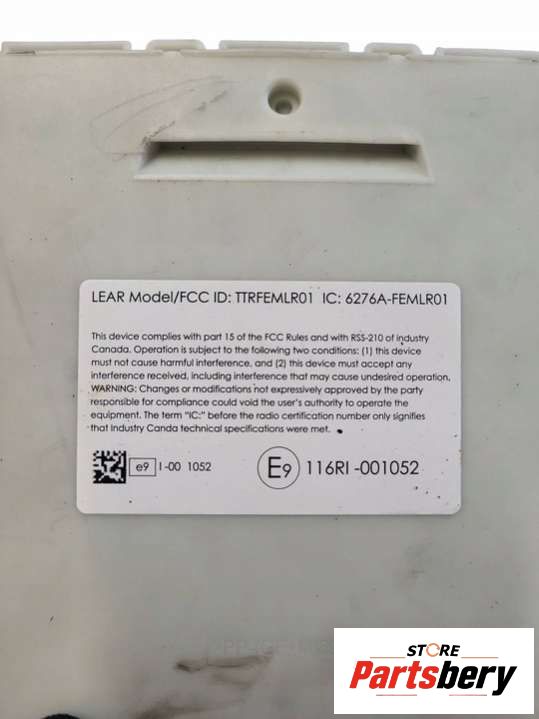 LEAR Model/FCC ID: TTRFEMLR01 IC: 6276A-FEMLR01
This device complies with part 15 of the FCC Rules and with RSS-210 of Industry
Canada. Operation is subject to the following two conditions: (1) this device
must not cause harmful interference, and (2) this device must accept any
interference received, including interference that may cause undesired operation.
WARNING: Changes or modifications not expressively approved by the party
responsible for compliance could void the user's authority to operate the
equipment. The term "IC:" before the radio certification number only signifies
that Industry Canda technical specifications were met.
e9 I-00 1052
E9 116RI-001052
STORE
Partsbery